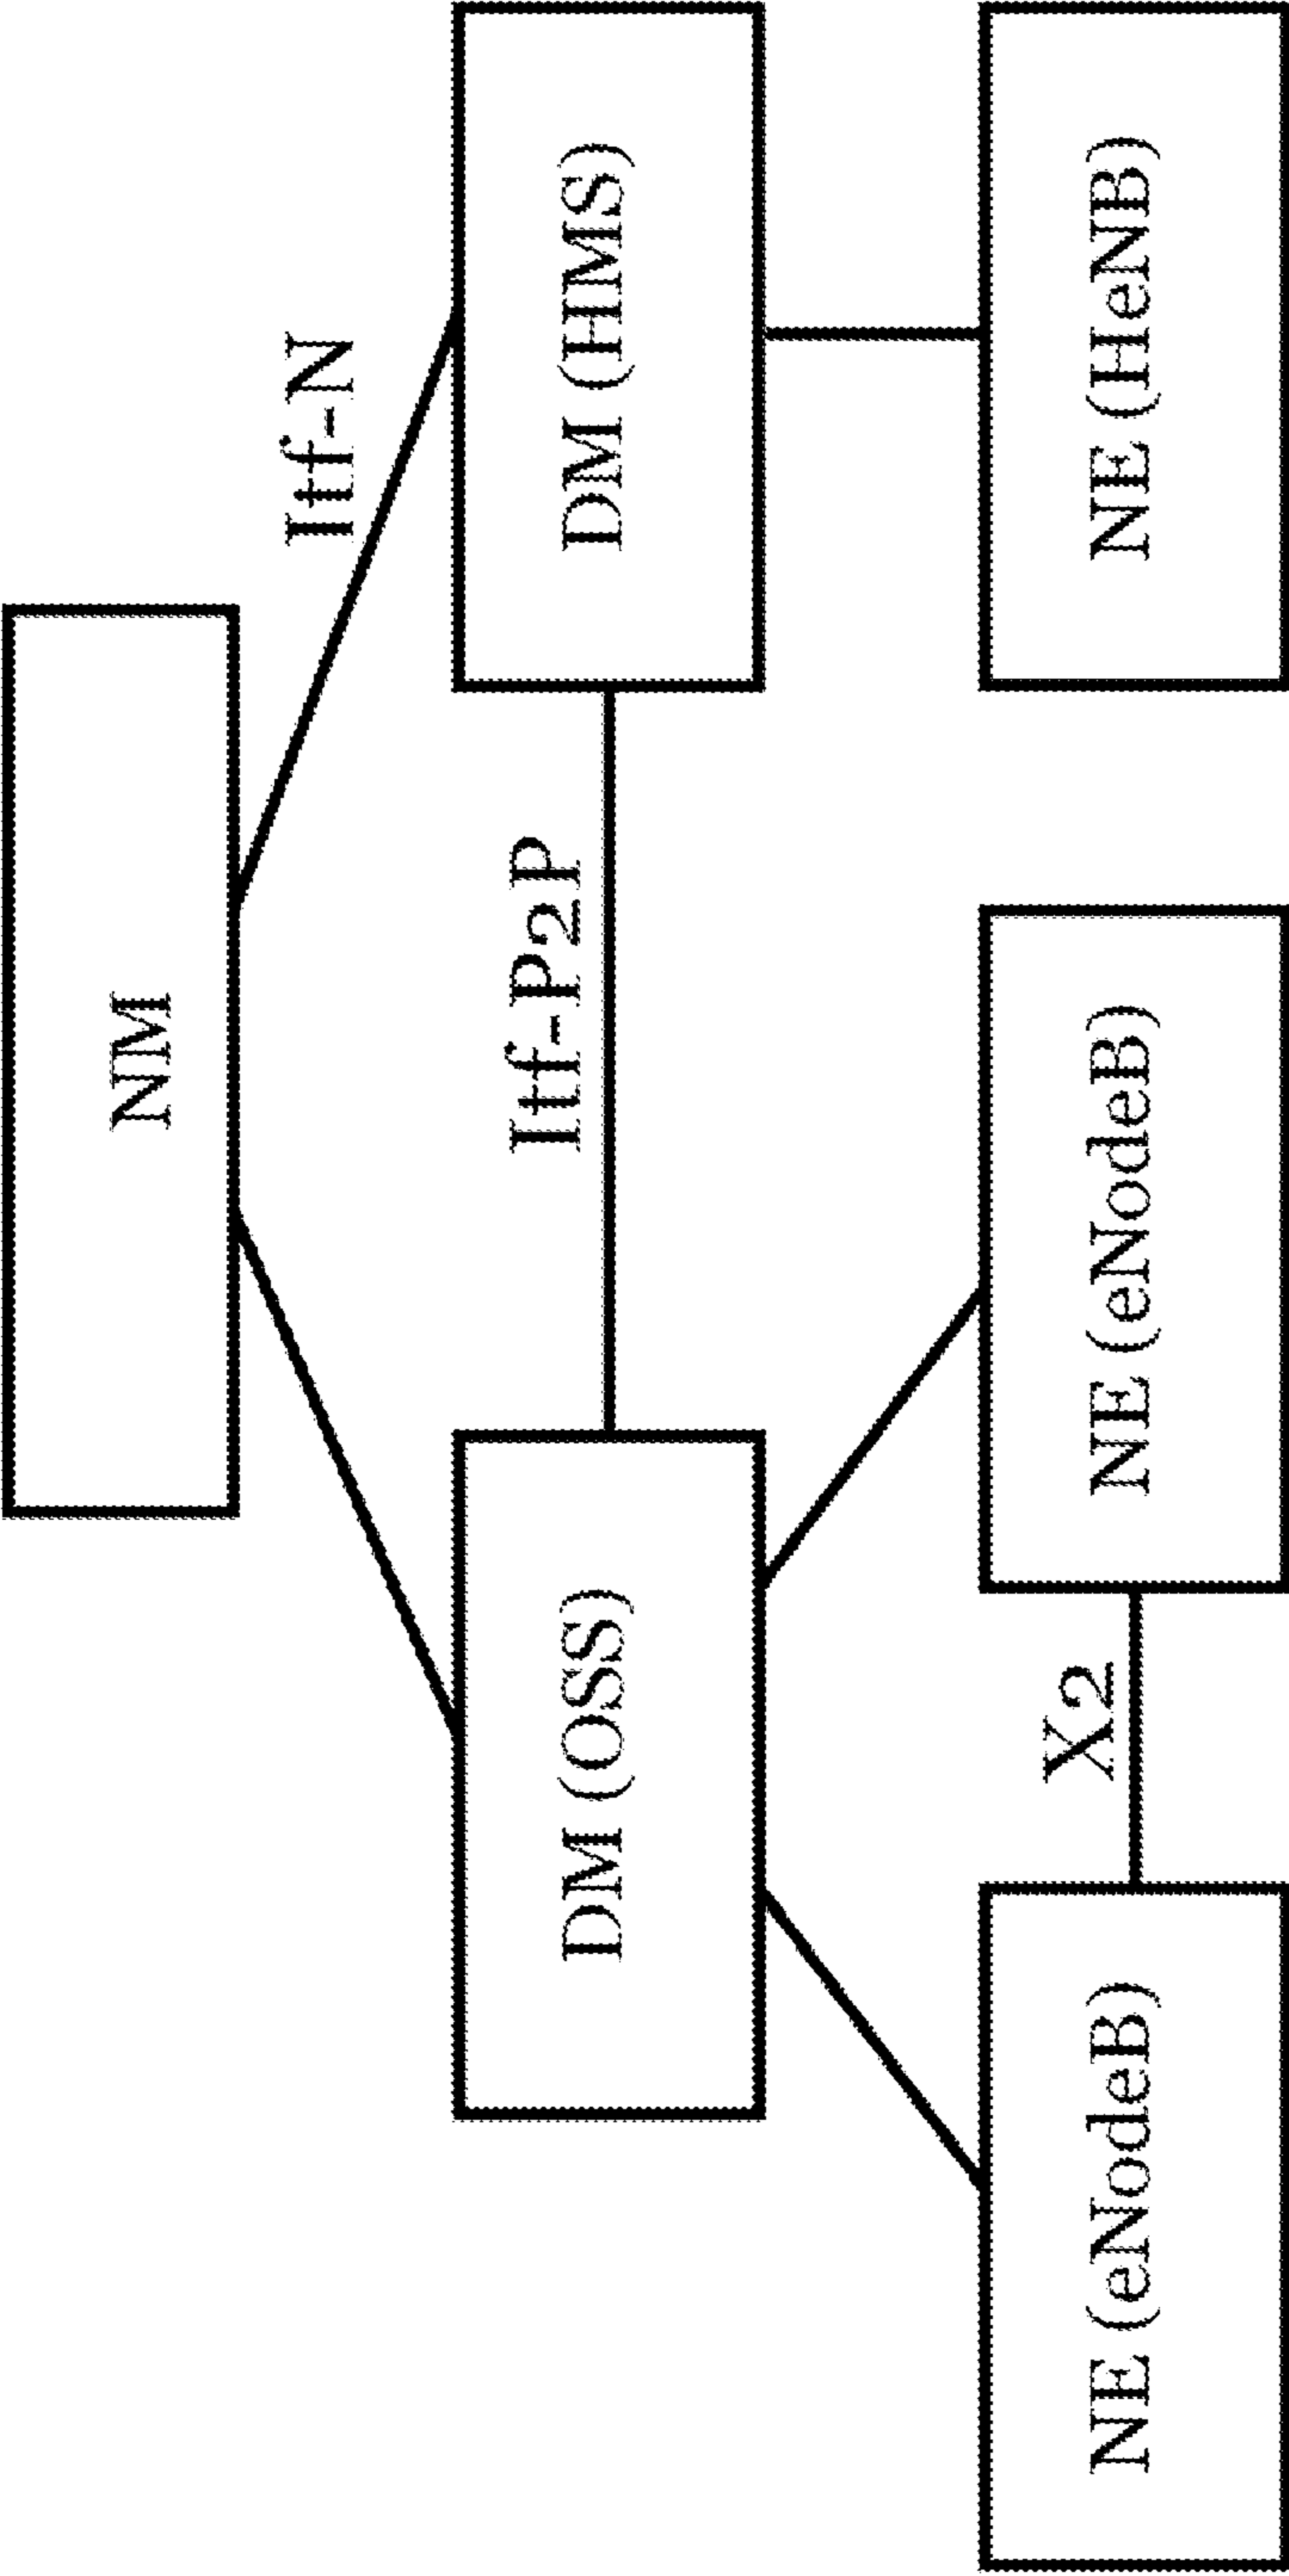 NM
Itf-N
DM (OSS)
Itf-P2P
DM (HMS)
NE (eNodeB)
X2
NE (eNodeB)
NE (HeNB)